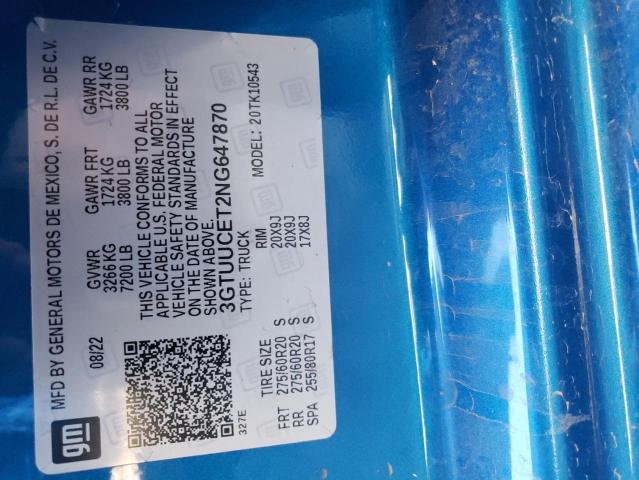 gm
MFD BY GENERAL MOTORS DE MEXICO, S. DE R.L. DE C.V.
08/22
GVWR GAWR FRT GAWR RR
3266 KG 1724 KG 1724 KG
7200 LB 3800 LB 3800 LB
THIS VEHICLE CONFORMS TO ALL
APPLICABLE U.S. FEDERAL MOTOR
VEHICLE SAFETY STANDARDS IN EFFECT
ON THE DATE OF MANUFACTURE
SHOWN ABOVE.
3GTUUCET2NG647870
TYPE: TRUCK MODEL: 20TK10543
327E
TIRE SIZE RIM
FRT 275/60R20 S 20X9J
RR 275/60R20 S 20X9J
SPA 255/80R17 S 17X8J